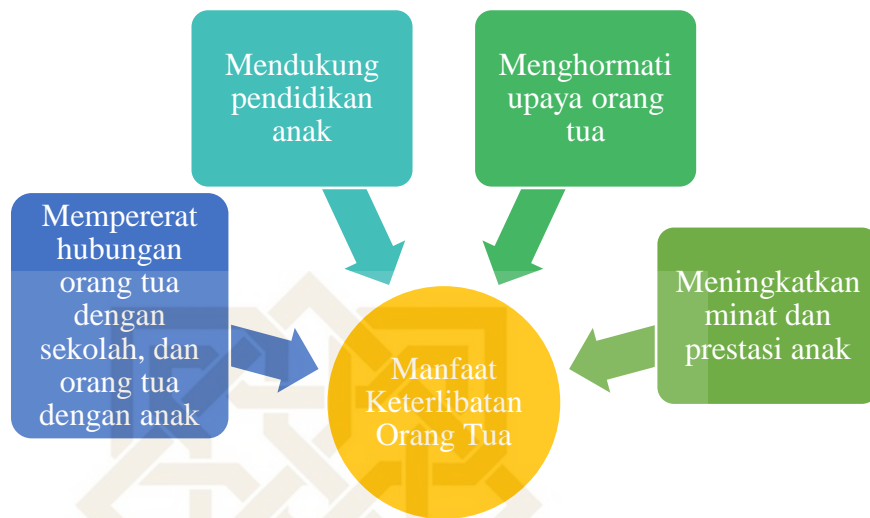 Mempererat
hubungan
orang tua
dengan
sekolah, dan
orang tua
dengan anak
Mendukung
pendidikan
anak
Menghormati
upaya orang
tua
Meningkatkan
minat dan
prestasi anak
Manfaat
Keterlibatan
Orang Tua